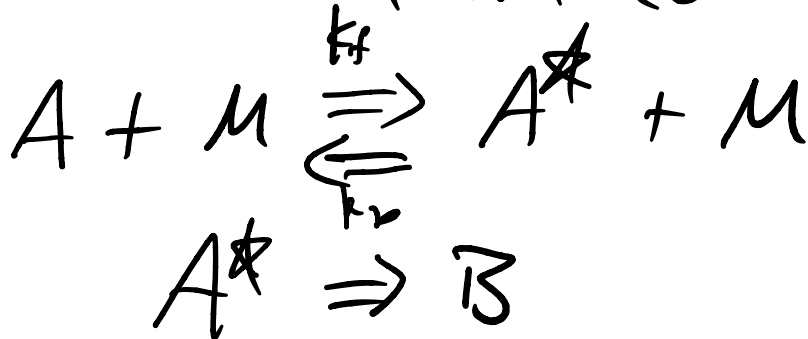 kf
A + M ⇒ A* + M
⇐
kr
A* ⇒ B